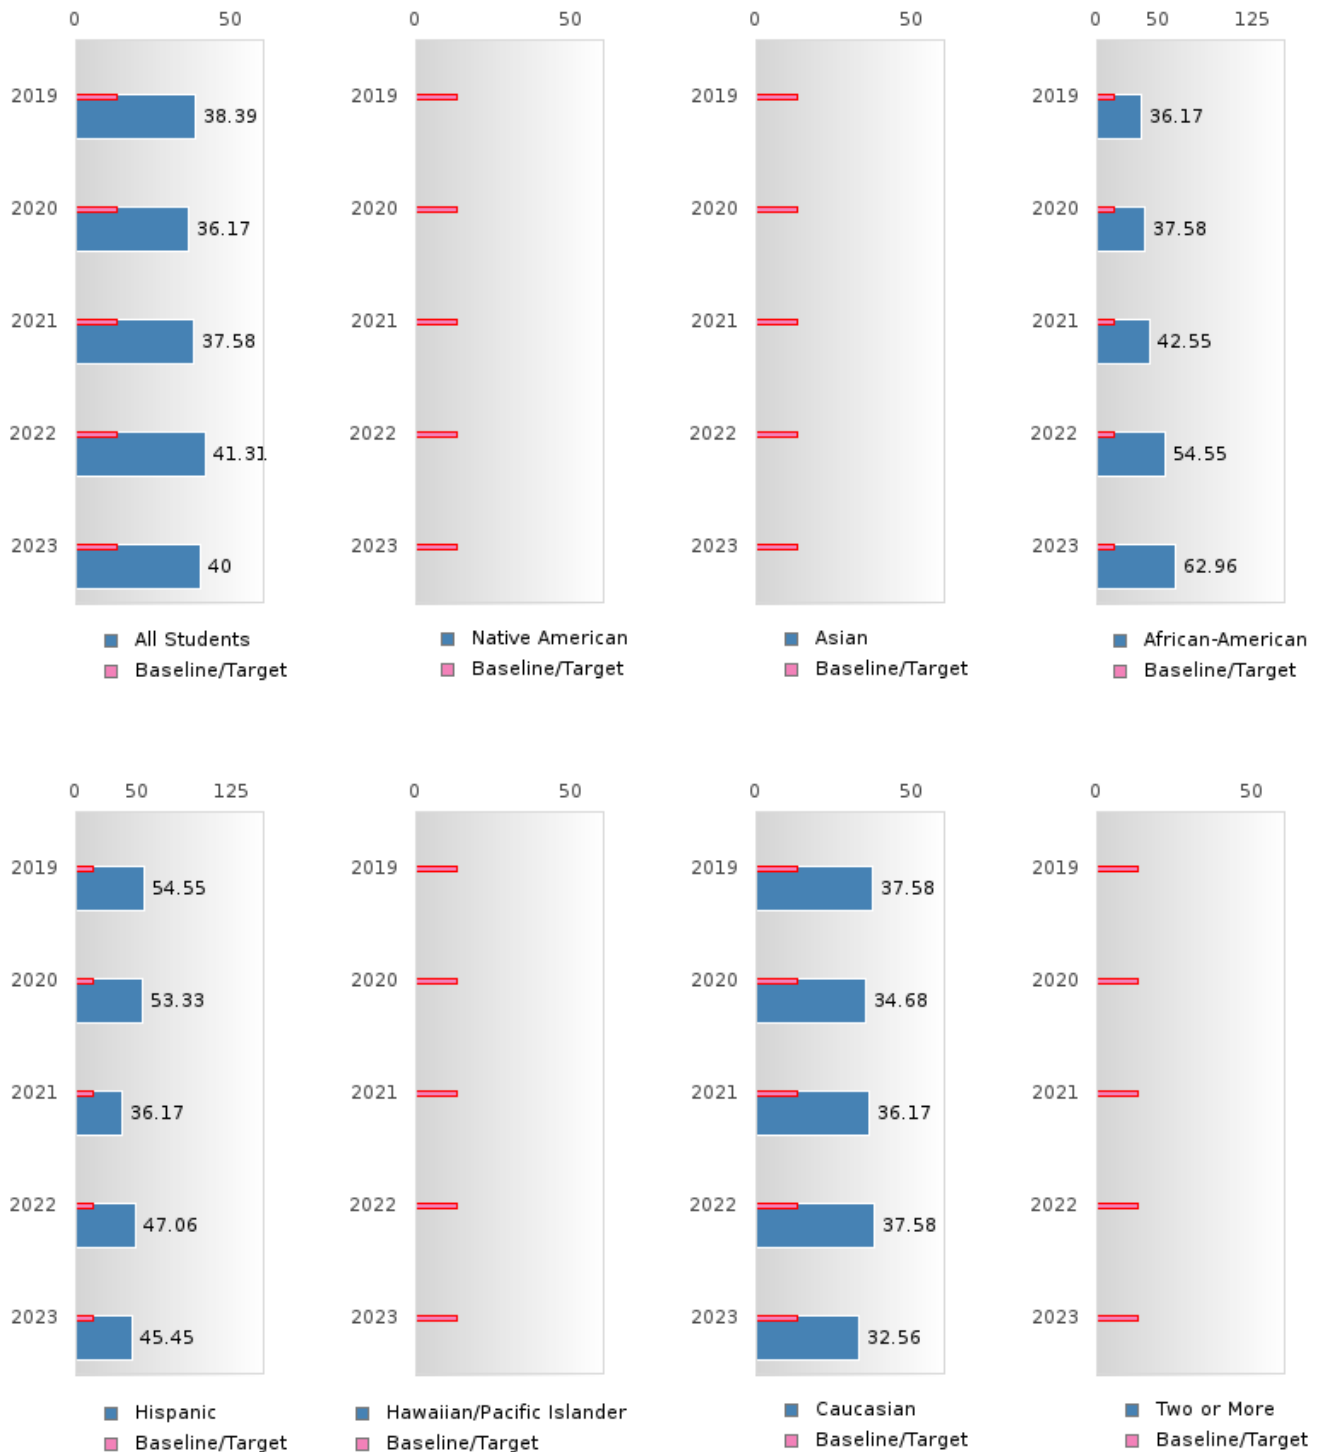 0 50
2019 38.39
2020 36.17
2021 37.58
2022 41.31
2023 40
All Students
Baseline/Target
0 50
2019
2020
2021
2022
2023
Native American
Baseline/Target
0 50
2019
2020
2021
2022
2023
Asian
Baseline/Target
0 50 125
2019 36.17
2020 37.58
2021 42.55
2022 54.55
2023 62.96
African-American
Baseline/Target
0 50 125
2019 54.55
2020 53.33
2021 36.17
2022 47.06
2023 45.45
Hispanic
Baseline/Target
0 50
2019
2020
2021
2022
2023
Hawaiian/Pacific Islander
Baseline/Target
0 50
2019 37.58
2020 34.68
2021 36.17
2022 37.58
2023 32.56
Caucasian
Baseline/Target
0 50
2019
2020
2021
2022
2023
Two or More
Baseline/Target